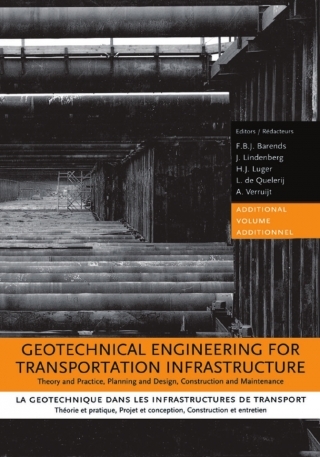 Editors / Rédacteurs
F.B.J. Barends
J. Lindenberg
H.J. Luger
L. de Quelerij
A. Verruijt
ADDITIONAL
VOLUME
ADDITIONNEL
GEOTECHNICAL ENGINEERING FOR
TRANSPORTATION INFRASTRUCTURE
Theory and Practice, Planning and Design, Construction and Maintenance
LA GEOTECHNIQUE DANS LES INFRASTRUCTURES DE TRANSPORT
Théorie et pratique, Projet et conception, Construction et entretien